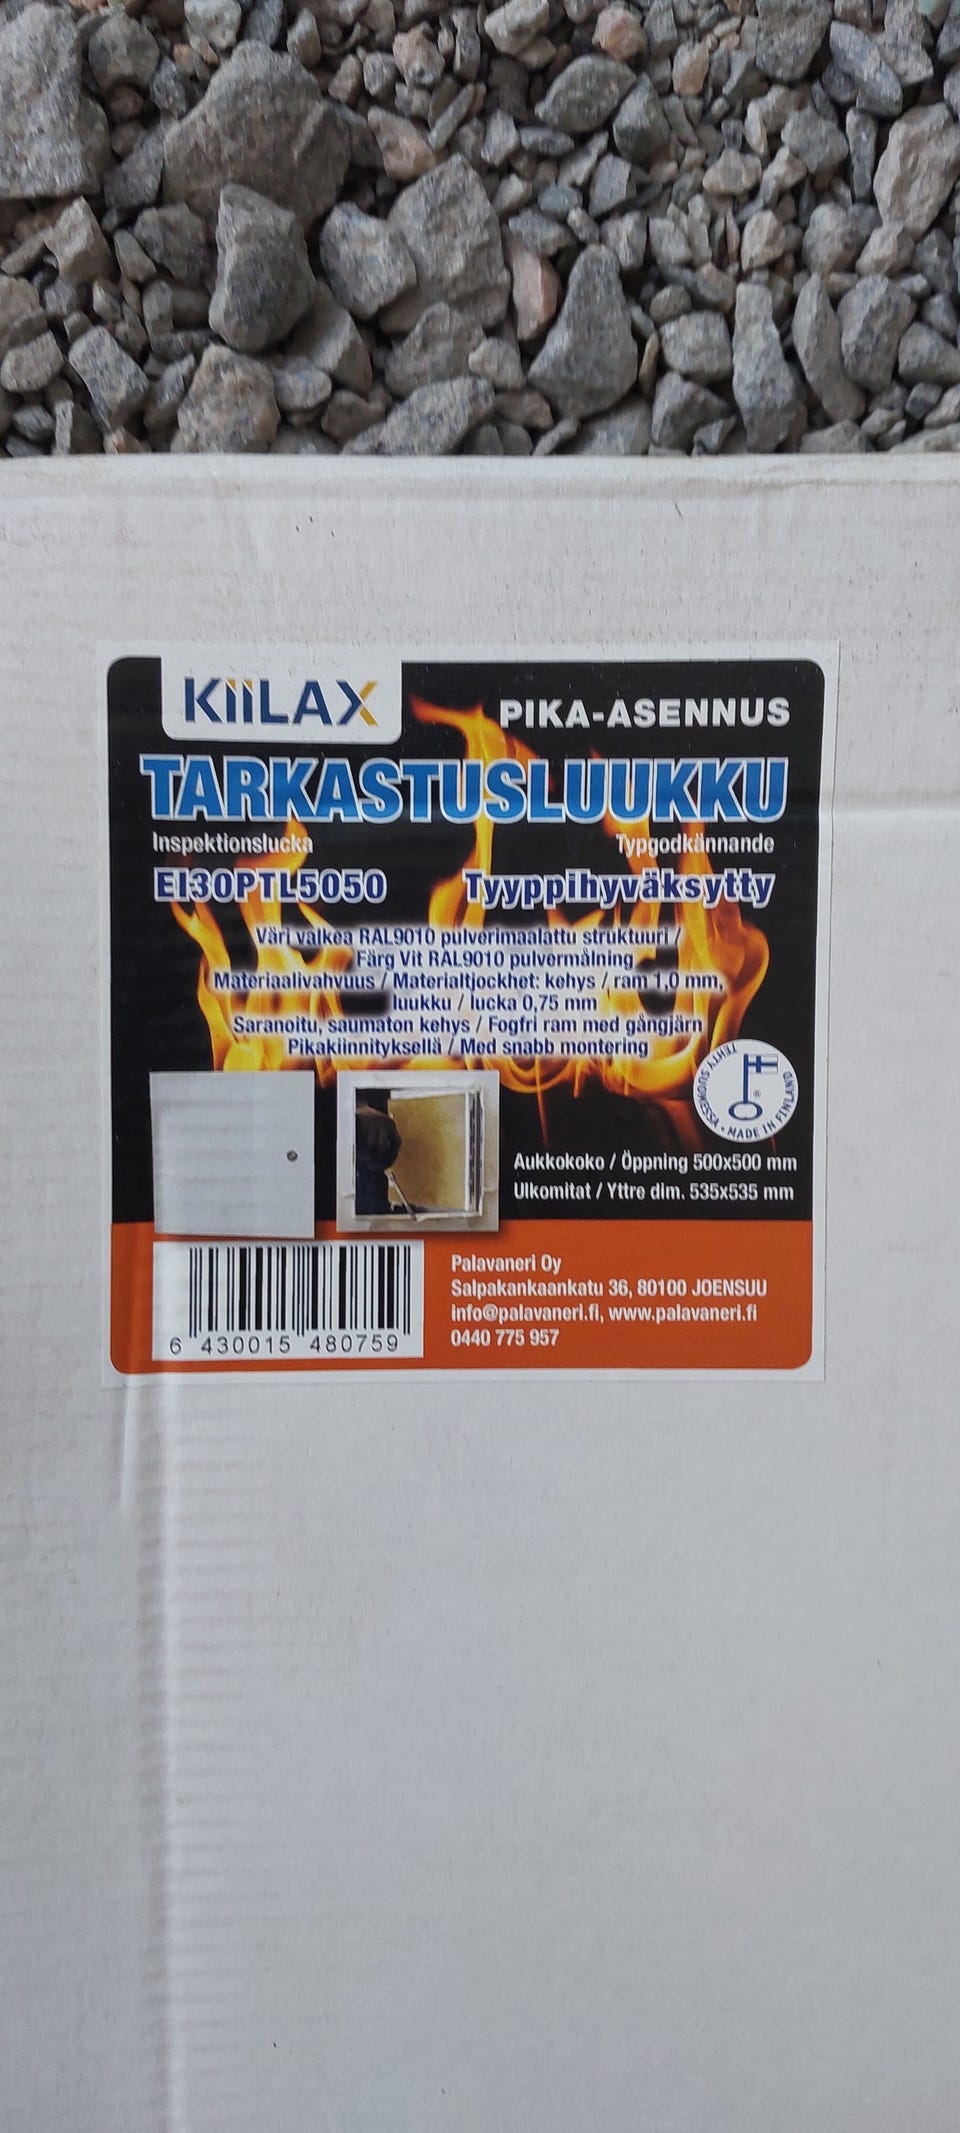 KiiLAX
PIKA-ASENNUS
TARKASTUSLUUKKU
Inspektionslucka Typgodkännande
EI30PTL5050 Tyyppihyväksytty
Väri valkea RAL9010 pulverimaalattu struktuuri /
Färg Vit RAL9010 pulvermålning
Materiaalivahvuus / Materialtjockhet: kehys / ram 1,0 mm,
luukku / lucka 0,75 mm
Saranoitu, saumaton kehys / Fogfri ram med gångjärn
Pikakiinnityksellä / Med snabb montering
TEHTY SUOMESSA • MADE IN FINLAND
®
Aukkokoko / Öppning 500x500 mm
Ulkomitat / Yttre dim. 535x535 mm
Palavaneri Oy
Salpakankaankatu 36, 80100 JOENSUU
info@palavaneri.fi, www.palavaneri.fi
0440 775 957
6 430015 480759